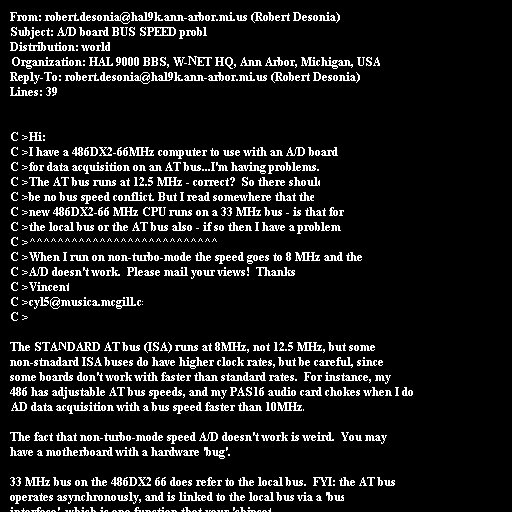 From: robert.desonia@hal9k.ann-arbor.mi.us (Robert Desonia)
Subject: A/D board BUS SPEED probl
Distribution: world
Organization: HAL 9000 BBS, W-NET HQ, Ann Arbor, Michigan, USA
Reply-To: robert.desonia@hal9k.ann-arbor.mi.us (Robert Desonia)
Lines: 39
C >Hi:
C >I have a 486DX2-66MHz computer to use with an A/D board
C >for data acquisition on an AT bus...I'm having problems.
C >The AT bus runs at 12.5 MHz - correct?  So there should
C >be no bus speed conflict. But I read somewhere that the
C >new 486DX2-66 MHz CPU runs on a 33 MHz bus - is that for
C >the local bus or the AT bus also - if so then I have a problem
C >^^^^^^^^^^^^^^^^^^^^^^^^^^^
C >When I run on non-turbo-mode the speed goes to 8 MHz and the
C >A/D doesn't work.  Please mail your views!  Thanks
C >Vincent
C >cyl5@musica.mcgill.c
C >
The STANDARD AT bus (ISA) runs at 8MHz, not 12.5 MHz, but some
non-stnadard ISA buses do have higher clock rates, but be careful, since
some boards don't work with faster than standard rates.  For instance, my
486 has adjustable AT bus speeds, and my PAS16 audio card chokes when I do
AD data acquisition with a bus speed faster than 10MHz.
The fact that non-turbo-mode speed A/D doesn't work is weird.  You may
have a motherboard with a hardware 'bug'.
33 MHz bus on the 486DX2 66 does refer to the local bus.  FYI: the AT bus
operates asynchronously, and is linked to the local bus via a 'bus
interface', which is one function that your 'chipset